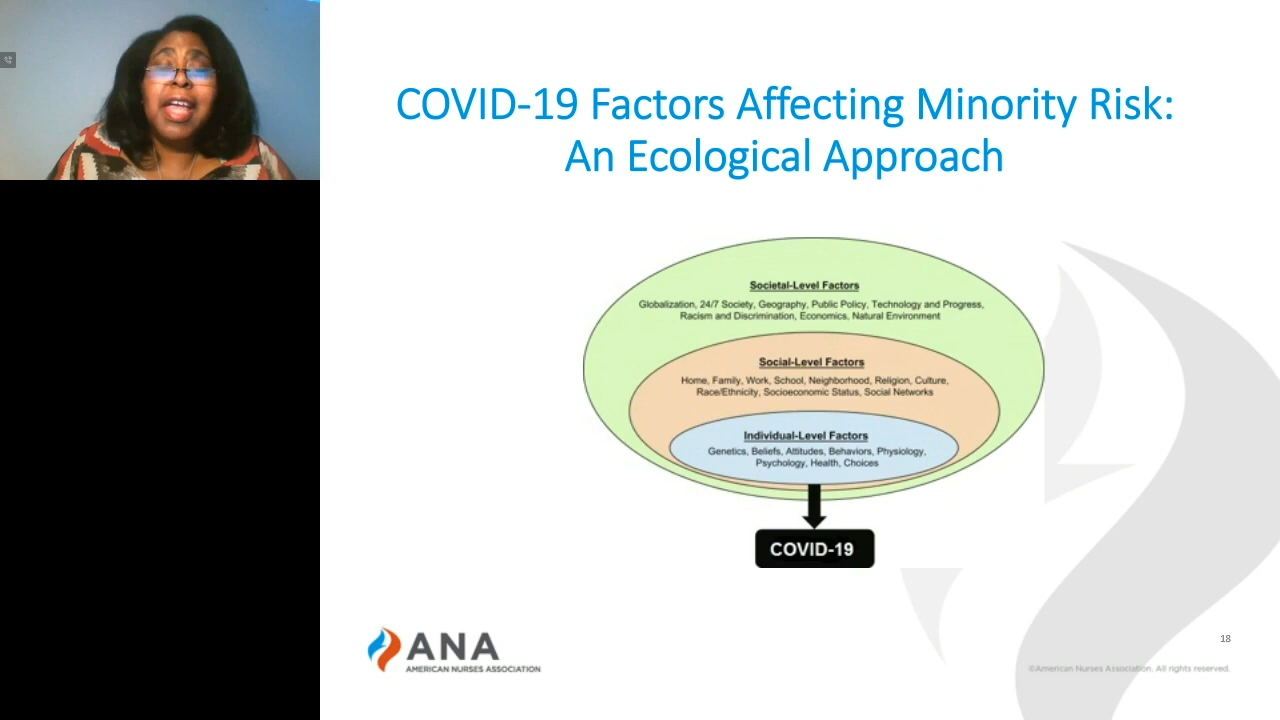 COVID-19 Factors Affecting Minority Risk:
An Ecological Approach
Societal-Level Factors
Globalization, 24/7 Society, Geography, Public Policy, Technology and Progress,
Racism and Discrimination, Economics, Natural Environment
Social-Level Factors
Home, Family, Work, School, Neighborhood, Religion, Culture,
Race/Ethnicity, Socioeconomic Status, Social Networks
Individual-Level Factors
Genetics, Beliefs, Attitudes, Behaviors, Physiology,
Psychology, Health, Choices
COVID-19
ANA
AMERICAN NURSES ASSOCIATION
18
©American Nurses Association. All rights reserved.